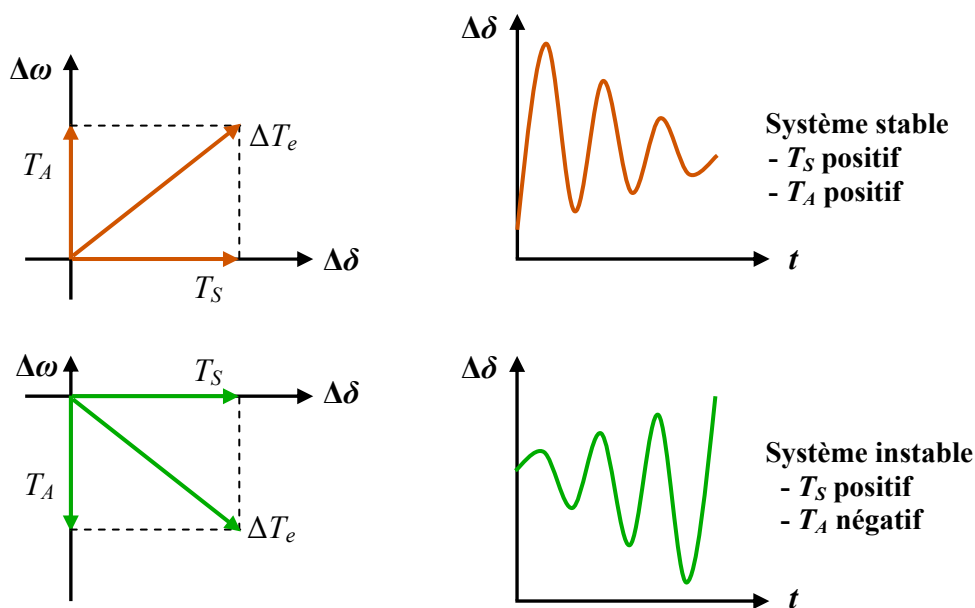 Δω
T_A
ΔT_e
T_S
Δδ
Δδ
t
Système stable
- T_S positif
- T_A positif
Δω
T_S
Δδ
T_A
ΔT_e
Δδ
t
Système instable
- T_S positif
- T_A négatif